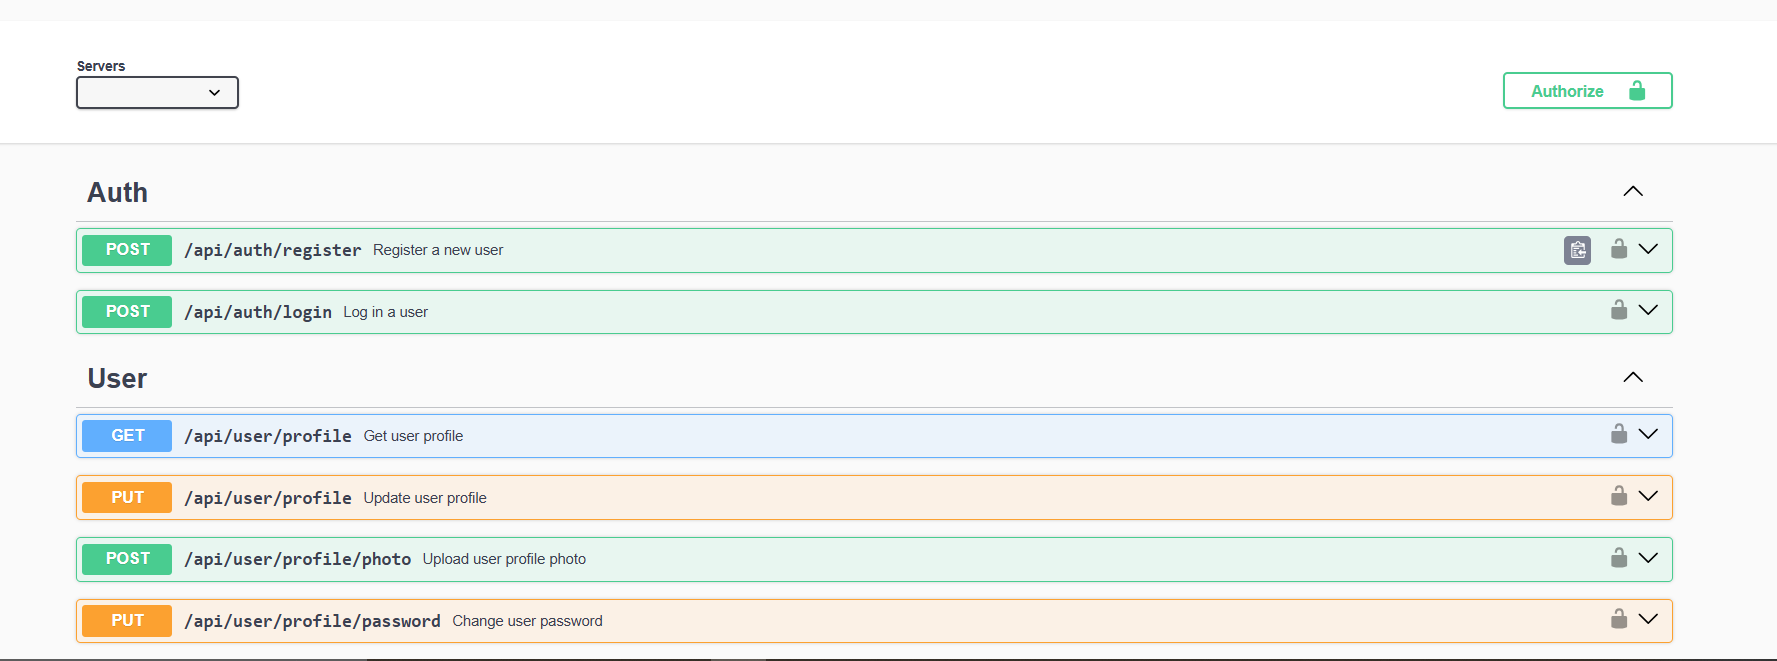 Servers
Authorize
Auth
POST /api/auth/register Register a new user
POST /api/auth/login Log in a user
User
GET /api/user/profile Get user profile
PUT /api/user/profile Update user profile
POST /api/user/profile/photo Upload user profile photo
PUT /api/user/profile/password Change user password